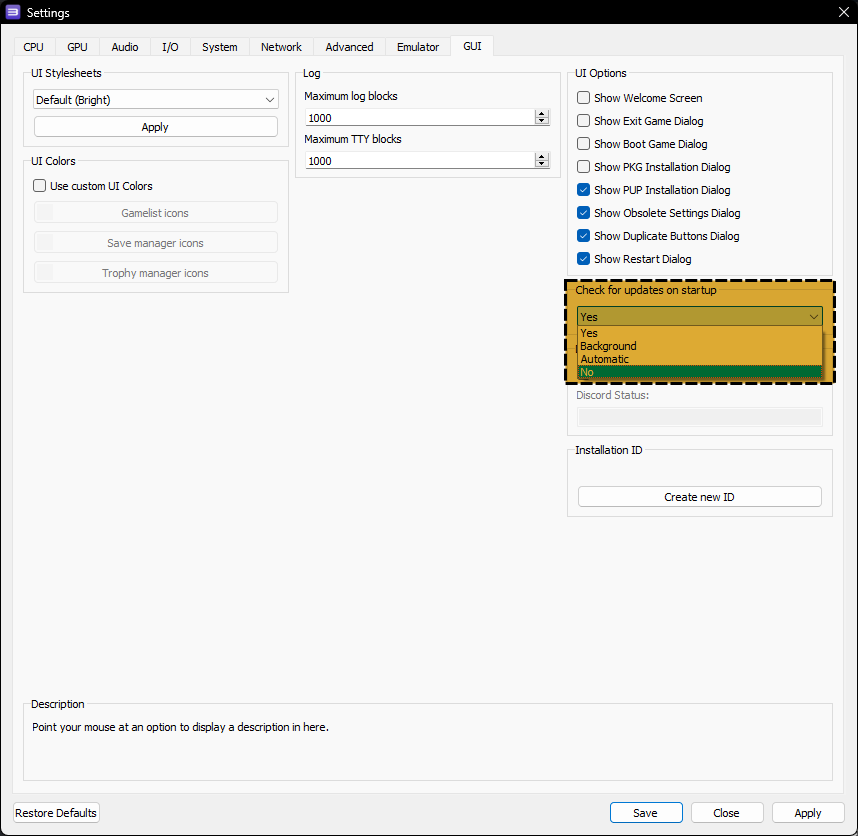 Settings
CPU GPU Audio I/O System Network Advanced Emulator GUI
UI Stylesheets
Default (Bright)
Apply
UI Colors
Use custom UI Colors
Gamelist icons
Save manager icons
Trophy manager icons
Log
Maximum log blocks
1000
Maximum TTY blocks
1000
UI Options
Show Welcome Screen
Show Exit Game Dialog
Show Boot Game Dialog
Show PKG Installation Dialog
Show PUP Installation Dialog
Show Obsolete Settings Dialog
Show Duplicate Buttons Dialog
Show Restart Dialog
Check for updates on startup
Yes
Yes
Background
Automatic
No
Discord Status:
Installation ID
Create new ID
Description
Point your mouse at an option to display a description in here.
Restore Defaults Save Close Apply